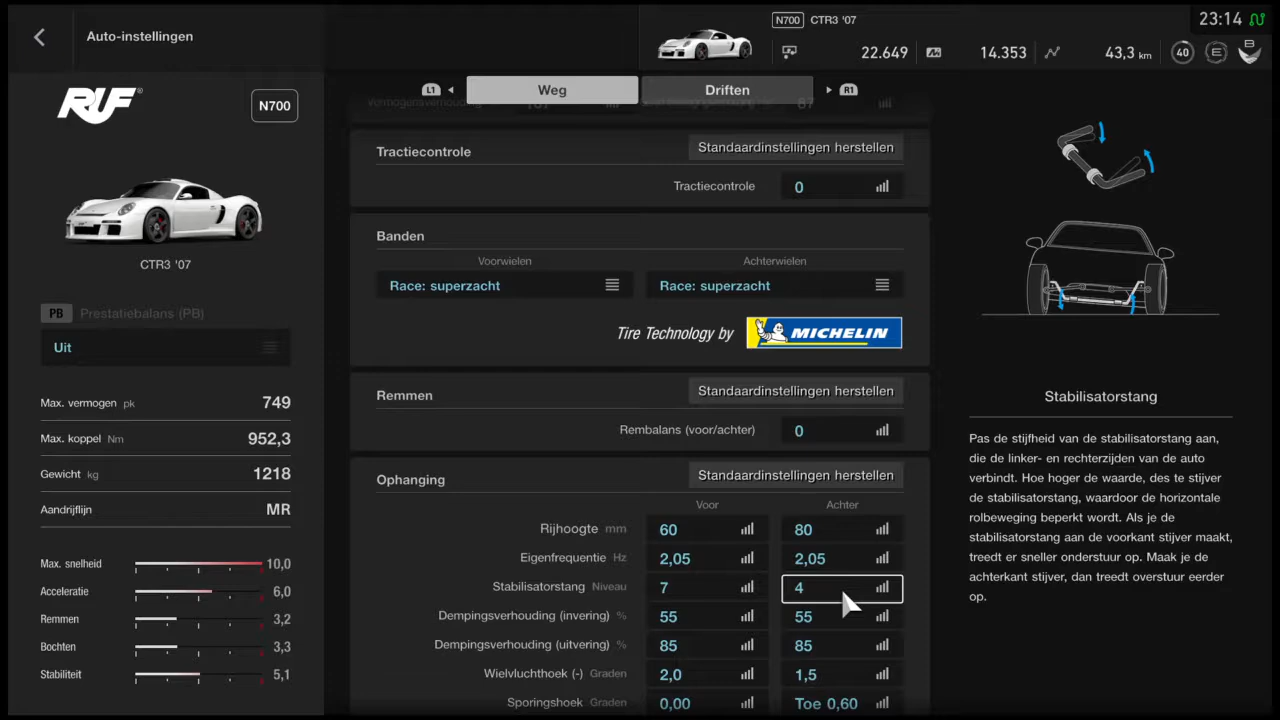 Auto-instellingen
N700 CTR3 '07
23:14
22.649 14.353 43,3 km 40 E B
L1 Weg Driften R1
RUF® N700
CTR3 '07
PB Prestatiebalans (PB)
Uit
Max. vermogen pk 749
Max. koppel Nm 952,3
Gewicht kg 1218
Aandrijflijn MR
Max. snelheid 10,0
Acceleratie 6,0
Remmen 3,2
Bochten 3,3
Stabiliteit 5,1
Tractiecontrole Standaardinstellingen herstellen
Tractiecontrole 0
Banden
Voorwielen Achterwielen
Race: superzacht Race: superzacht
Tire Technology by MICHELIN
Remmen Standaardinstellingen herstellen
Rembalans (voor/achter) 0
Ophanging Standaardinstellingen herstellen
Voor Achter
Rijhoogte mm 60 80
Eigenfrequentie Hz 2,05 2,05
Stabilisatorstang Niveau 7 4
Dempingsverhouding (invering) % 55 55
Dempingsverhouding (uitvering) % 85 85
Wielvluchthoek (-) Graden 2,0 1,5
Sporingshoek Graden 0,00 Toe 0,60
Stabilisatorstang
Pas de stijfheid van de stabilisatorstang aan,
die de linker- en rechterzijden van de auto
verbindt. Hoe hoger de waarde, des te stijver
de stabilisatorstang, waardoor de horizontale
rolbeweging beperkt wordt. Als je de
stabilisatorstang aan de voorkant stijver maakt,
treedt er sneller onderstuur op. Maak je de
achterkant stijver, dan treedt overstuur eerder
op.